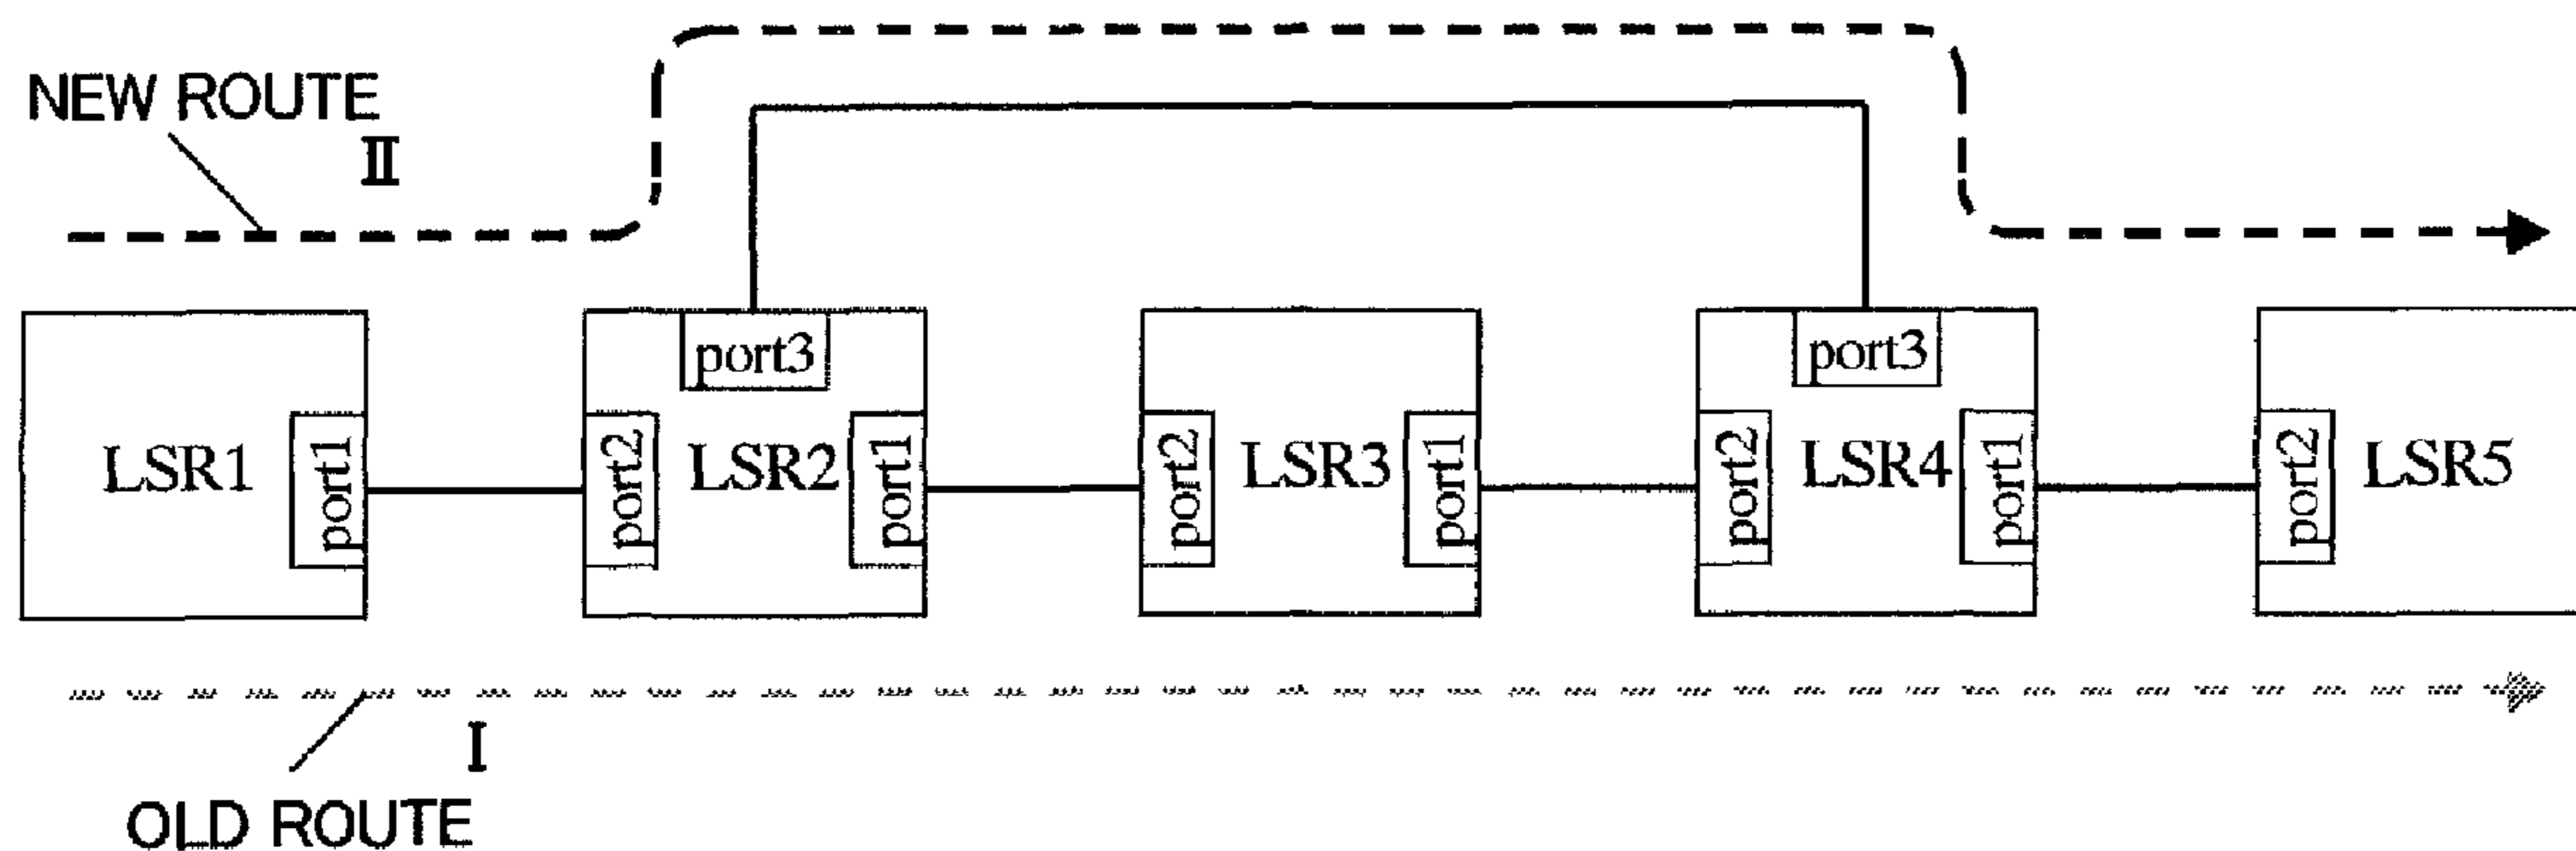 NEW ROUTE
II
port3
port3
LSR1
port1
port2
LSR2
port1
port2
LSR3
port1
port2
LSR4
port1
port2
LSR5
I
OLD ROUTE